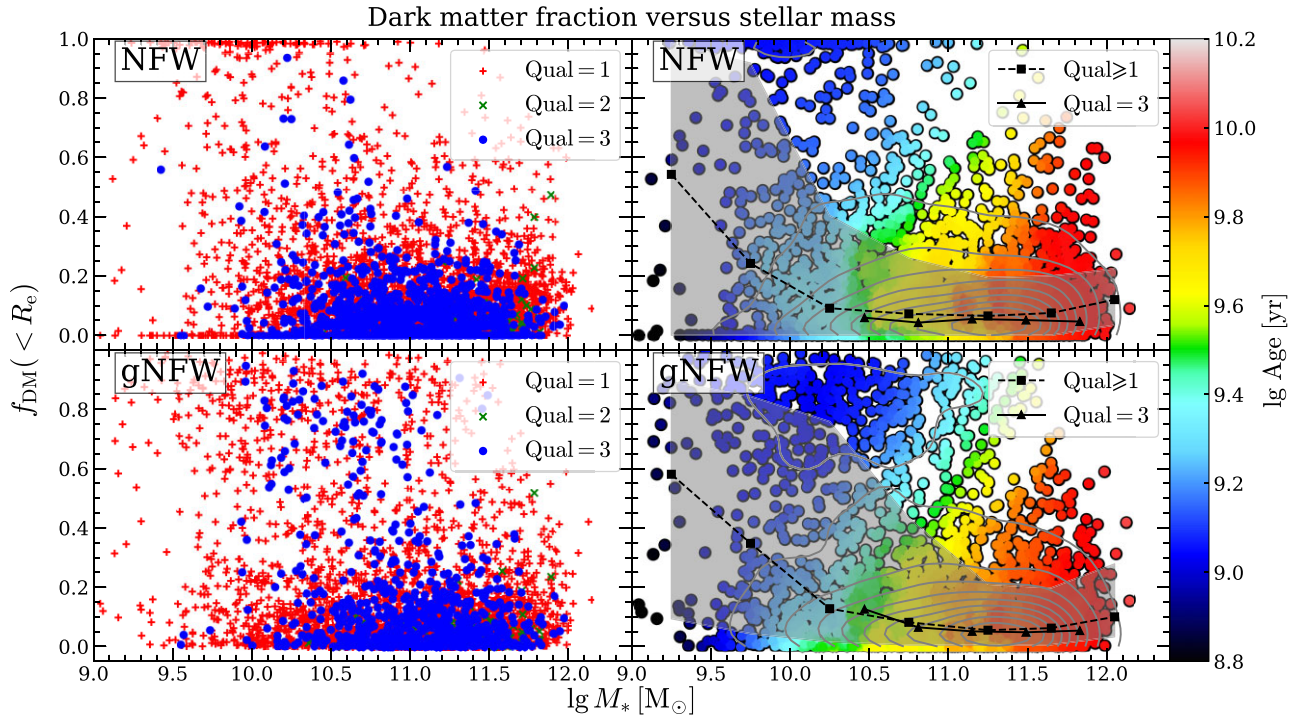 Dark matter fraction versus stellar mass
NFW
Qual = 1
Qual = 2
Qual = 3
NFW
Qual⩾1
Qual = 3
gNFW
Qual = 1
Qual = 2
Qual = 3
gNFW
Qual⩾1
Qual = 3
1.0
0.8
0.6
0.4
0.2
0.0
0.8
0.6
0.4
0.2
0.0
f_DM(< R_e)
9.0 9.5 10.0 10.5 11.0 11.5 12.0
9.0 9.5 10.0 10.5 11.0 11.5 12.0
lg M_* [M_⊙]
10.2
10.0
9.8
9.6
9.4
9.2
9.0
8.8
lg Age [yr]